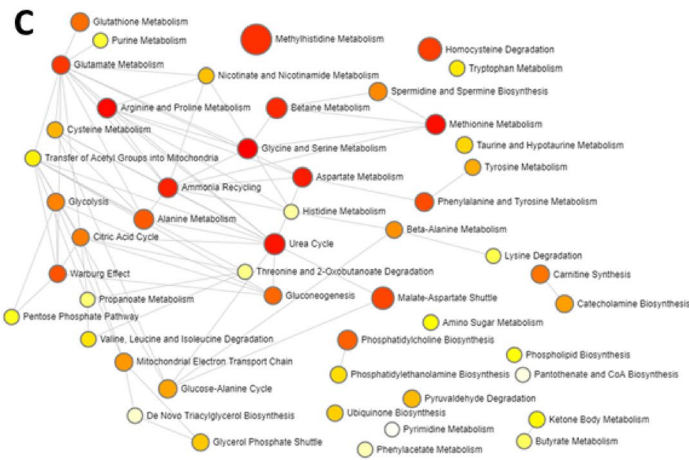 C
Glutathione Metabolism
Purine Metabolism
Methylhistidine Metabolism
Homocysteine Degradation
Glutamate Metabolism
Tryptophan Metabolism
Nicotinate and Nicotinamide Metabolism
Spermidine and Spermine Biosynthesis
Arginine and Proline Metabolism
Betaine Metabolism
Methionine Metabolism
Cysteine Metabolism
Taurine and Hypotaurine Metabolism
Glycine and Serine Metabolism
Transfer of Acetyl Groups into Mitochondria
Tyrosine Metabolism
Aspartate Metabolism
Ammonia Recycling
Glycolysis
Phenylalanine and Tyrosine Metabolism
Histidine Metabolism
Alanine Metabolism
Beta-Alanine Metabolism
Citric Acid Cycle
Urea Cycle
Lysine Degradation
Warburg Effect
Threonine and 2-Oxobutanoate Degradation
Carnitine Synthesis
Propanoate Metabolism
Gluconeogenesis
Malate-Aspartate Shuttle
Catecholamine Biosynthesis
Pentose Phosphate Pathway
Amino Sugar Metabolism
Valine, Leucine and Isoleucine Degradation
Phosphatidylcholine Biosynthesis
Phospholipid Biosynthesis
Mitochondrial Electron Transport Chain
Phosphatidylethanolamine Biosynthesis
Pantothenate and CoA Biosynthesis
Glucose-Alanine Cycle
Pyruvaldehyde Degradation
De Novo Triacylglycerol Biosynthesis
Ubiquinone Biosynthesis
Ketone Body Metabolism
Pyrimidine Metabolism
Glycerol Phosphate Shuttle
Butyrate Metabolism
Phenylacetate Metabolism